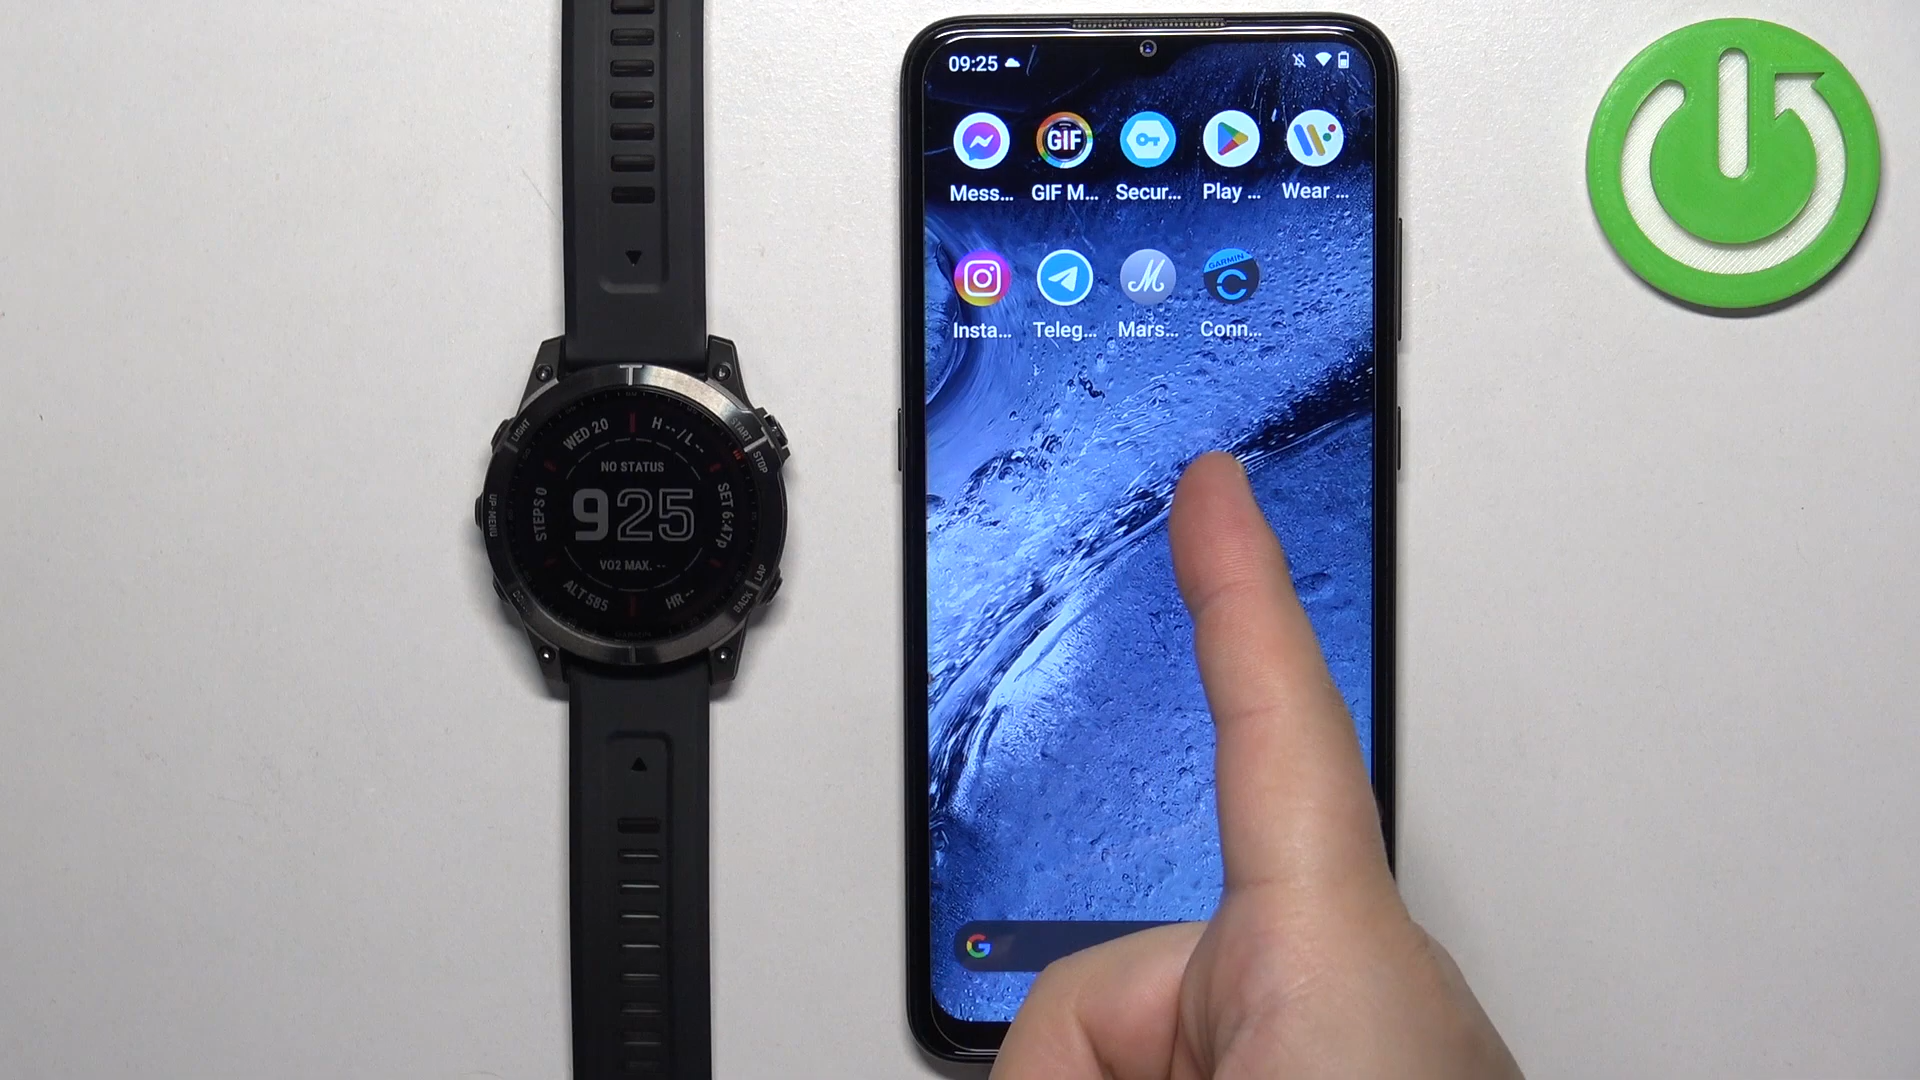 LIGHT
UP·MENU
START
STOP
LAP
BACK
WED 20
H--/L--
NO STATUS
STEPS 0
925
SET 6:47p
VO2 MAX. --
ALT 585
HR --
09:25
GIF
Mess...
GIF M...
Secur...
Play ...
Wear ...
M
GARMIN
Insta...
Teleg...
Mars...
Conn...
G